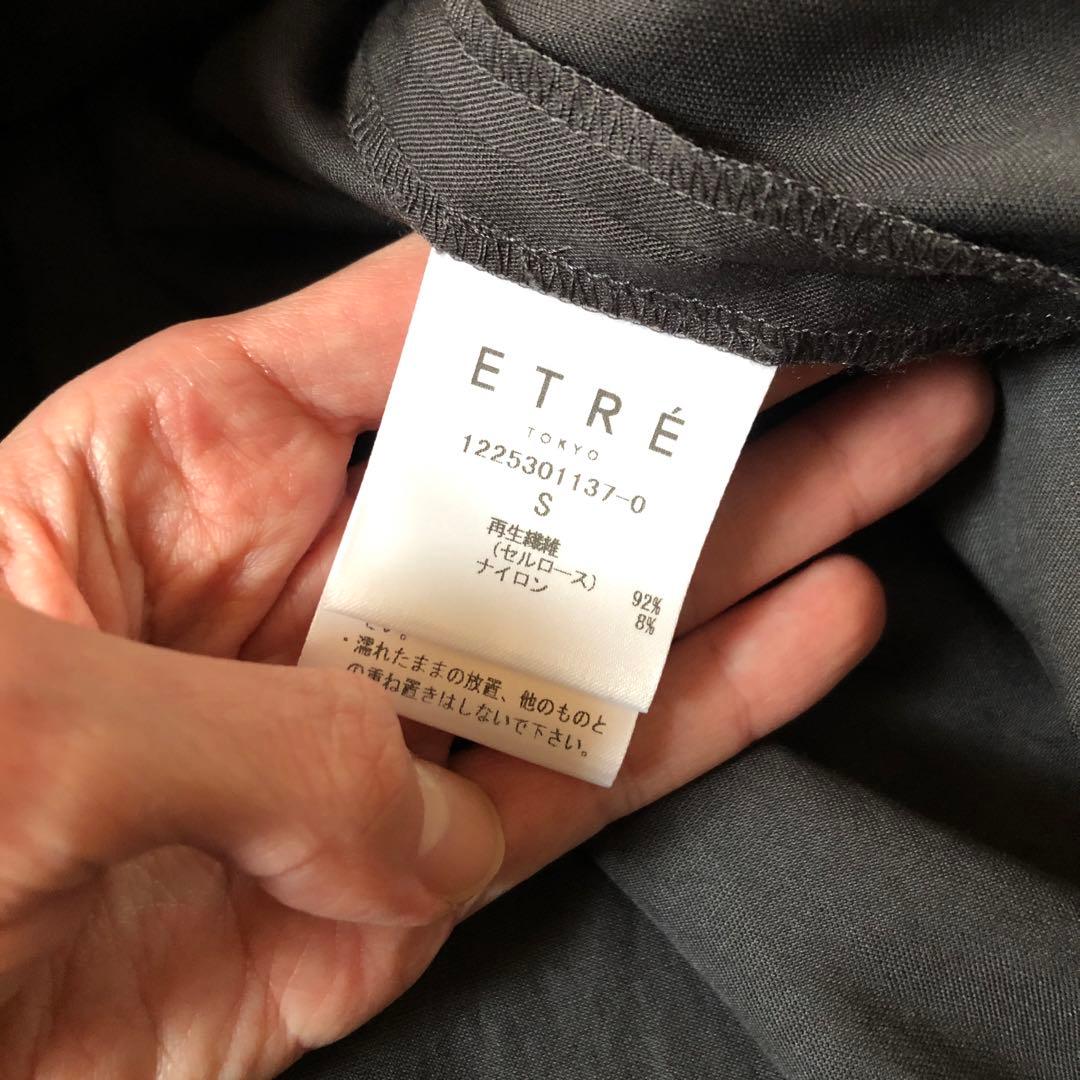 ETRÉ
TOKYO
1225301137-0
S
再生繊維
(セルロース) 92%
ナイロン 8%
さい。
・濡れたままの放置、他のものと
の重ね置きはしないで下さい。